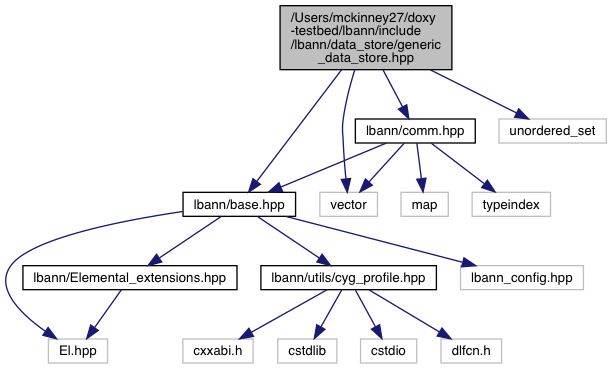 /Users/mckinney27/doxy
-testbed/lbann/include
/lbann/data_store/generic
_data_store.hpp
lbann/comm.hpp
unordered_set
lbann/base.hpp
vector
map
typeindex
lbann/Elemental_extensions.hpp
lbann/utils/cyg_profile.hpp
lbann_config.hpp
El.hpp
cxxabi.h
cstdlib
cstdio
dlfcn.h